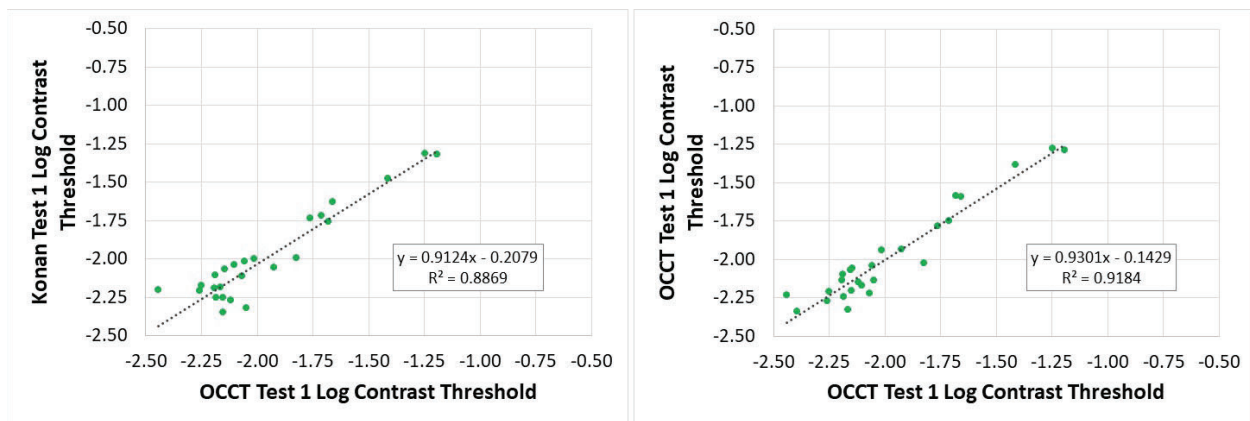 -0.50
-0.75
-1.00
-1.25
-1.50
-1.75
-2.00
-2.25
-2.50
Konan Test 1 Log Contrast
Threshold
y = 0.9124x - 0.2079
R² = 0.8869
-2.50 -2.25 -2.00 -1.75 -1.50 -1.25 -1.00 -0.75 -0.50
OCCT Test 1 Log Contrast Threshold
-0.50
-0.75
-1.00
-1.25
-1.50
-1.75
-2.00
-2.25
-2.50
OCCT Test 1 Log Contrast
Threshold
y = 0.9301x - 0.1429
R² = 0.9184
-2.50 -2.25 -2.00 -1.75 -1.50 -1.25 -1.00 -0.75 -0.50
OCCT Test 1 Log Contrast Threshold